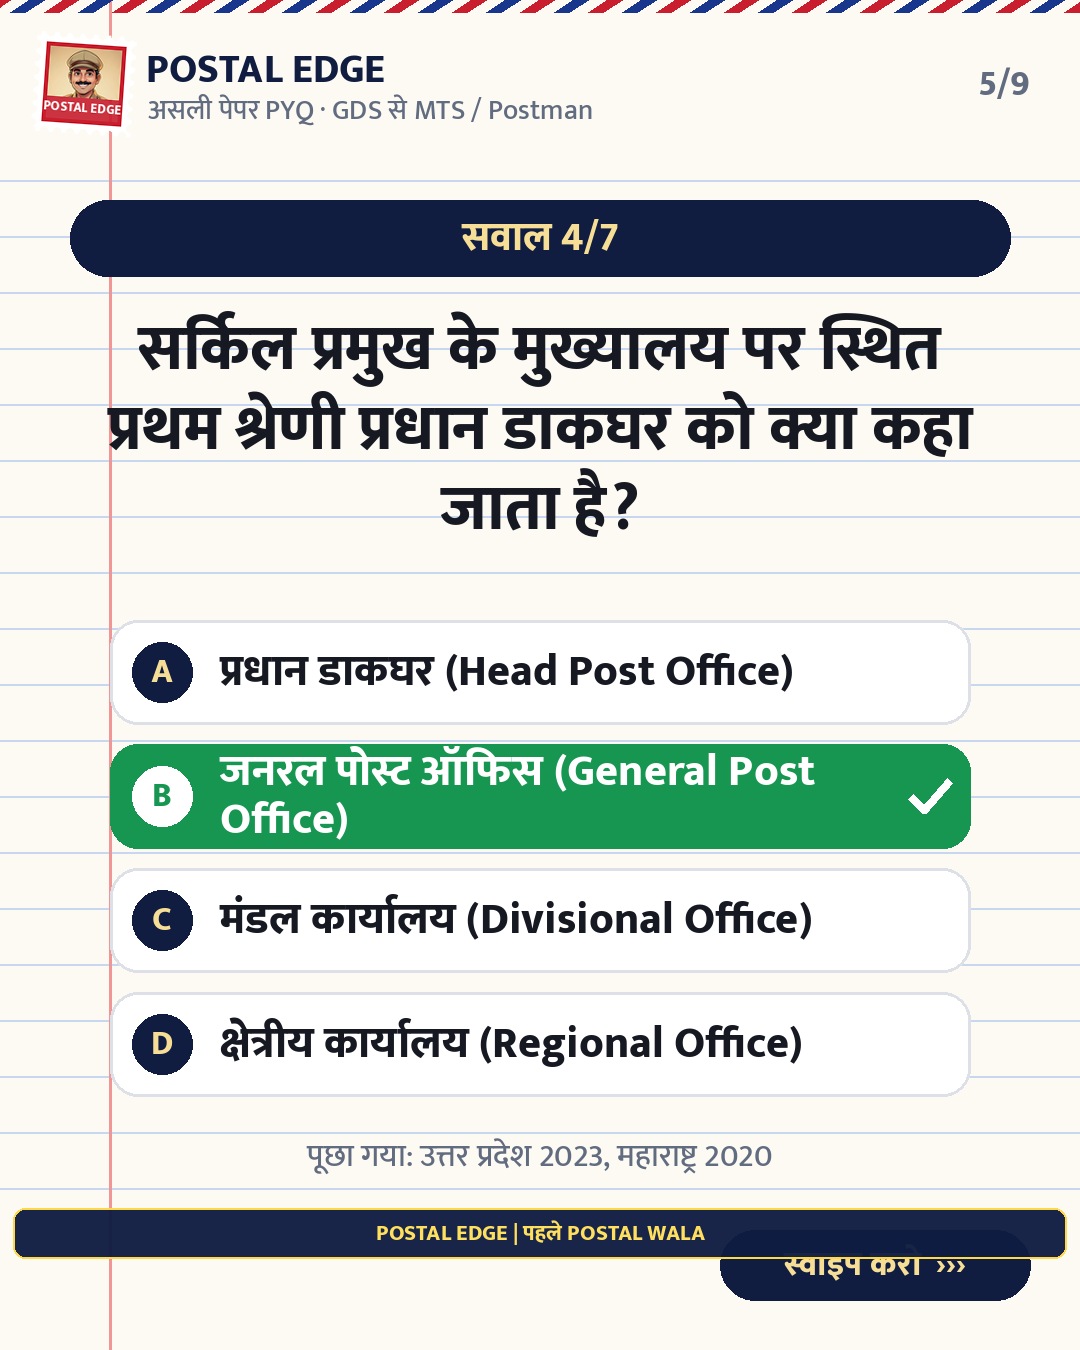 POSTAL EDGE
POSTAL EDGE
असली पेपर PYQ · GDS से MTS / Postman
5/9
सवाल 4/7
सर्किल प्रमुख के मुख्यालय पर स्थित
प्रथम श्रेणी प्रधान डाकघर को क्या कहा
जाता है?
A प्रधान डाकघर (Head Post Office)
B जनरल पोस्ट ऑफिस (General Post
Office)
C मंडल कार्यालय (Divisional Office)
D क्षेत्रीय कार्यालय (Regional Office)
पूछा गया: उत्तर प्रदेश 2023, महाराष्ट्र 2020
POSTAL EDGE | पहले POSTAL WALA
स्वाइप करो ›››